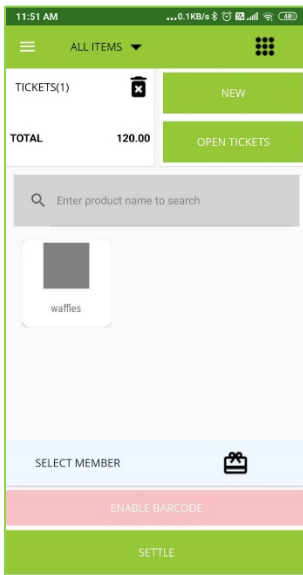 11:51 AM
...0.1KB/s
48
ALL ITEMS
TICKETS(1)
NEW
TOTAL 120.00
OPEN TICKETS
Enter product name to search
waffles
SELECT MEMBER
ENABLE BARCODE
SETTLE